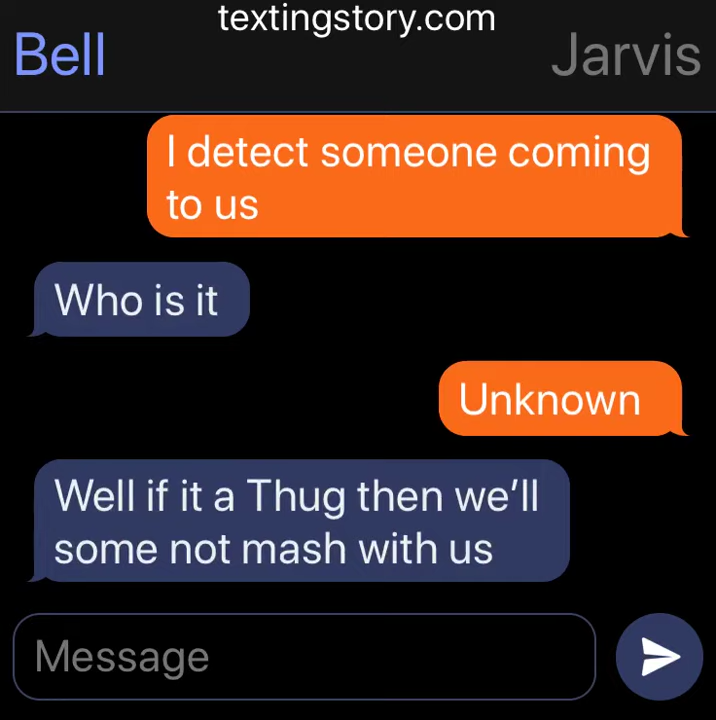 textingstory.com
Bell
Jarvis
I detect someone coming
to us
Who is it
Unknown
Well if it a Thug then we’ll
some not mash with us
Message